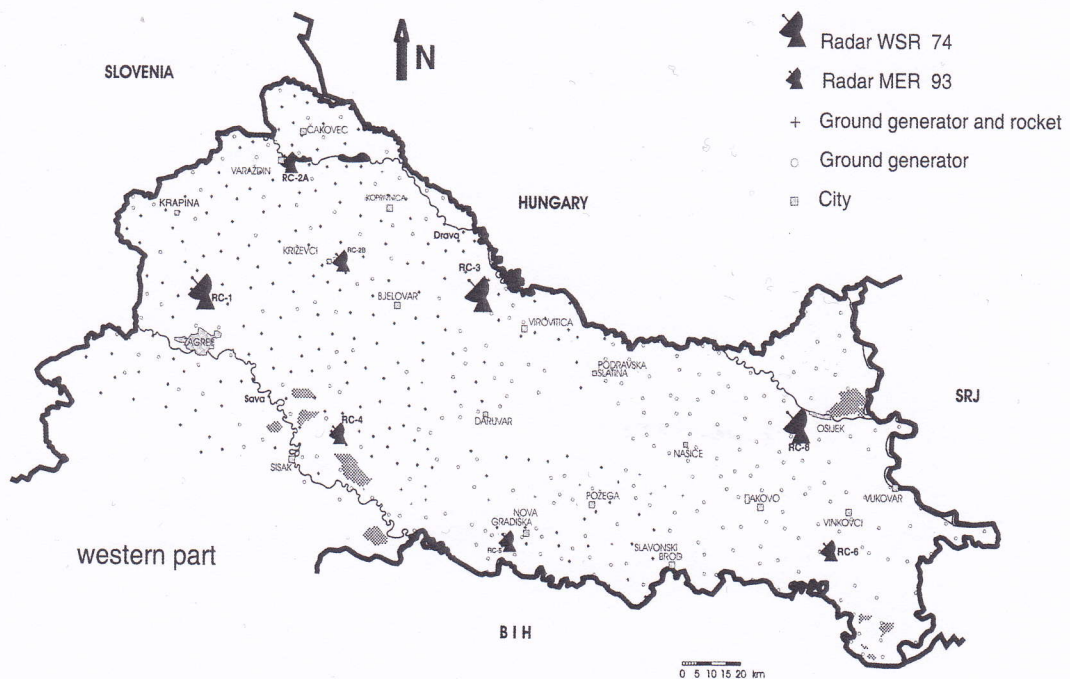 Radar WSR 74
Radar MER 93
Ground generator and rocket
Ground generator
City
N
SLOVENIA
ČAKOVEC
VARAŽDIN
RC-2A
KRAPINA
KOPRIVNICA
HUNGARY
Drava
KRIŽEVCI
RC-2B
RC-3
RC-1
BJELOVAR
VIROVITICA
ZAGREB
PODRAVSKA
SLATINA
Sava
SRJ
DARUVAR
RC-4
OSIJEK
RC-8
NAŠICE
SISAK
POŽEGA
ĐAKOVO
VUKOVAR
NOVA
GRADIŠKA
VINKOVCI
RC-5
western part
SLAVONSKI
BROD
RC-6
BIH
0 5 10 15 20 km